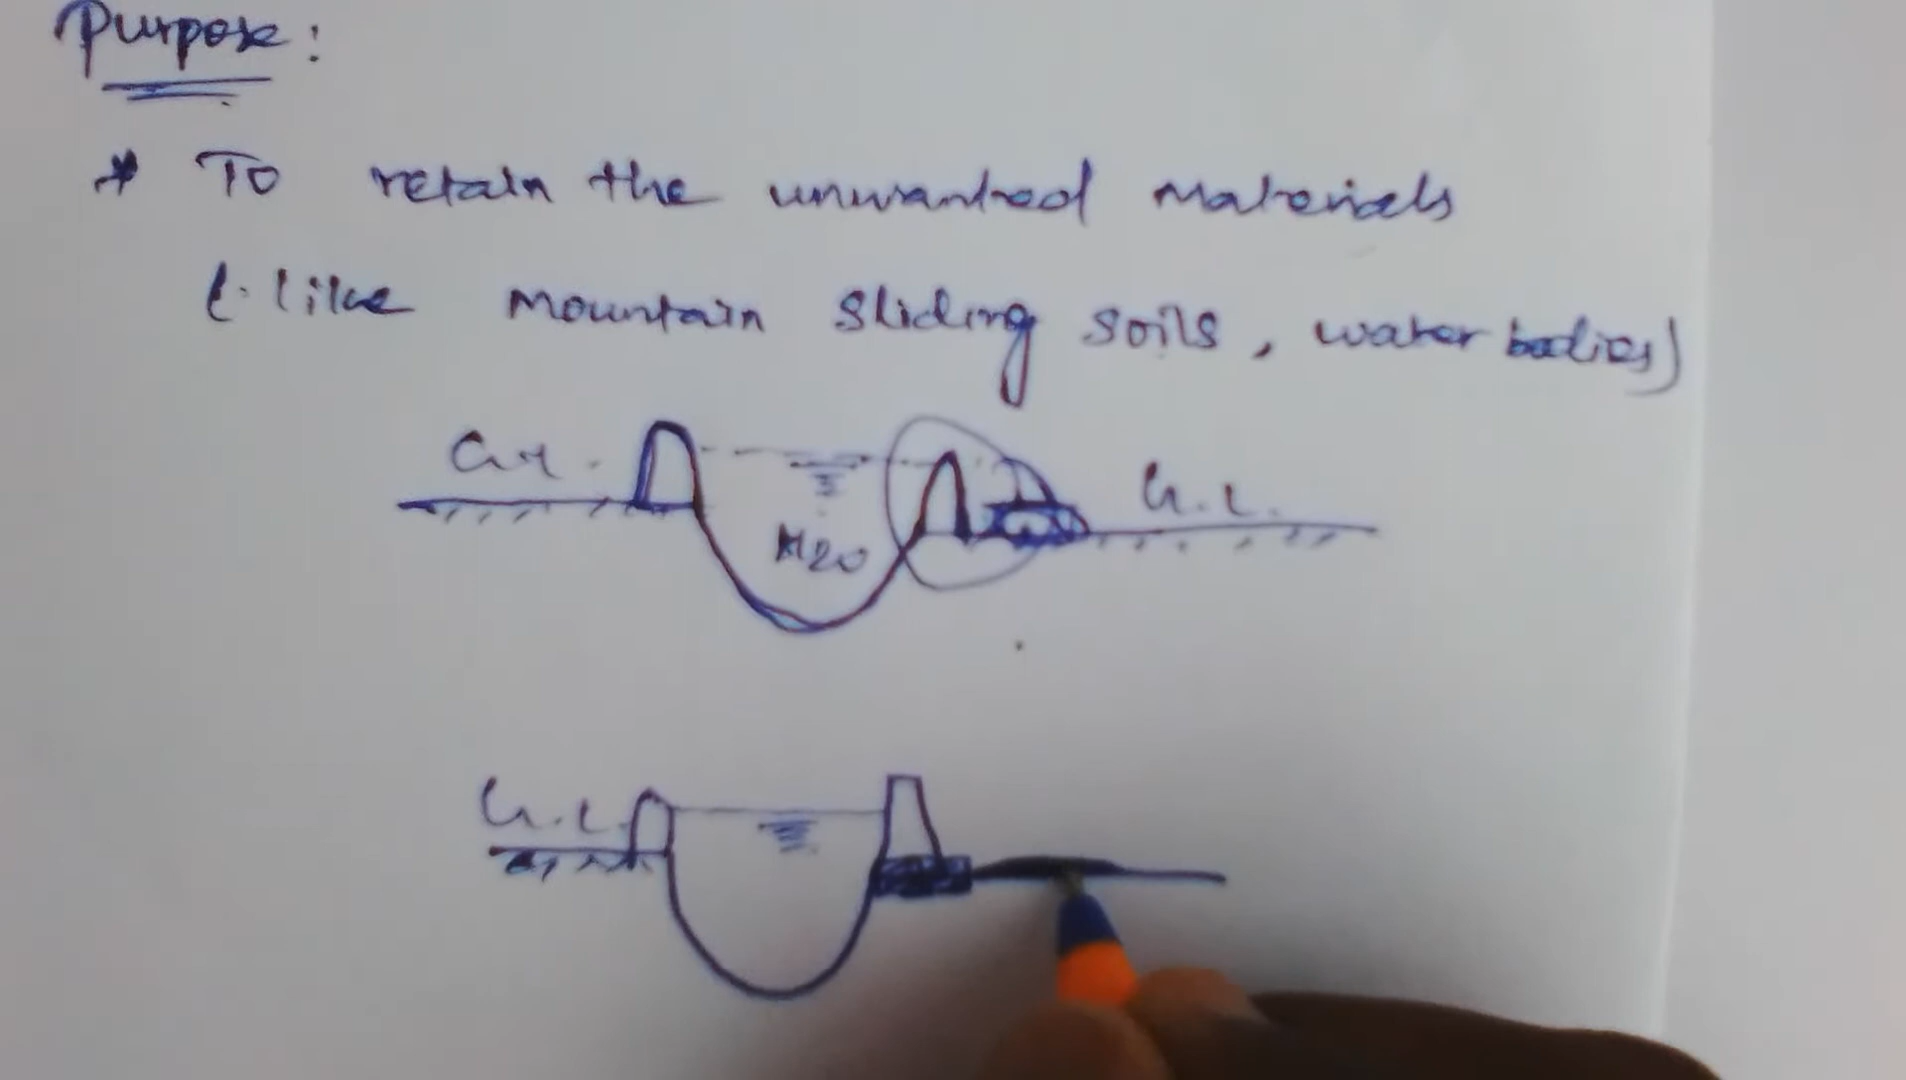 Purpose:
* To retain the unwanted materials
(. like mountain sliding soils, water bodies)
G.L.
G.L.
H2O
G.L.